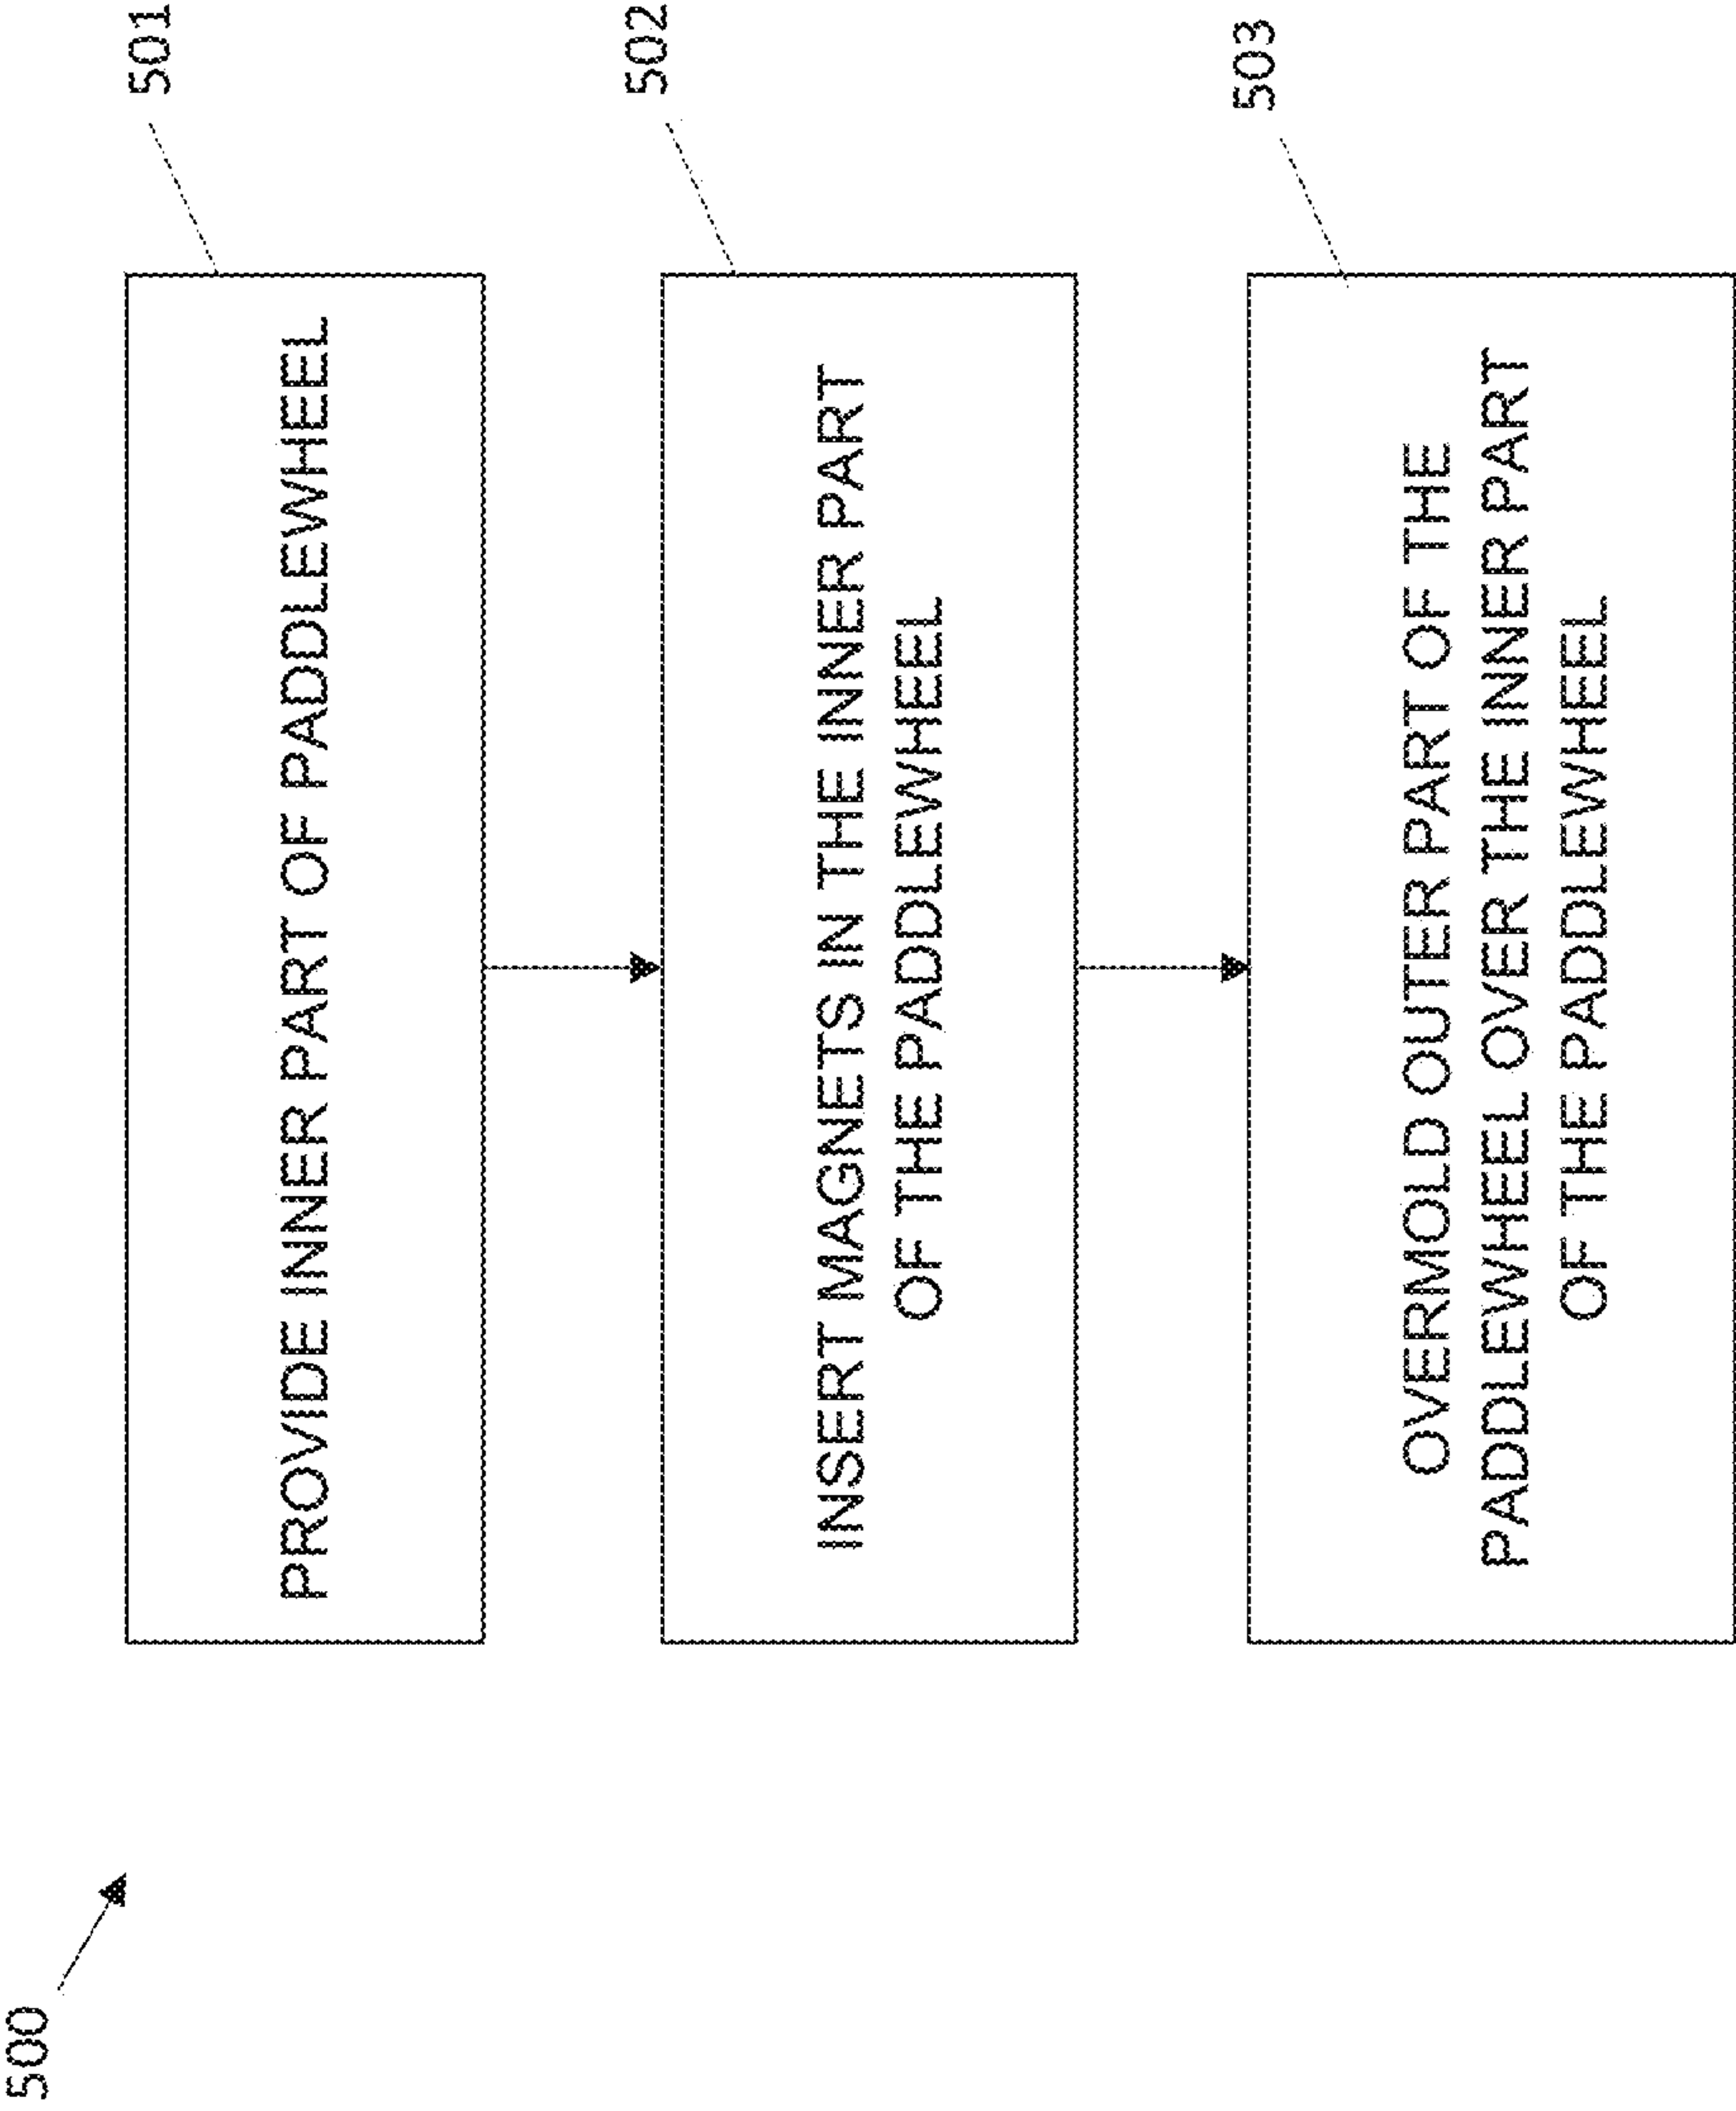 500
501
PROVIDE INNER PART OF PADDLEWHEEL
502
INSERT MAGNETS IN THE INNER PART
OF THE PADDLEWHEEL
503
OVERMOLD OUTER PART OF THE
PADDLEWHEEL OVER THE INNER PART
OF THE PADDLEWHEEL